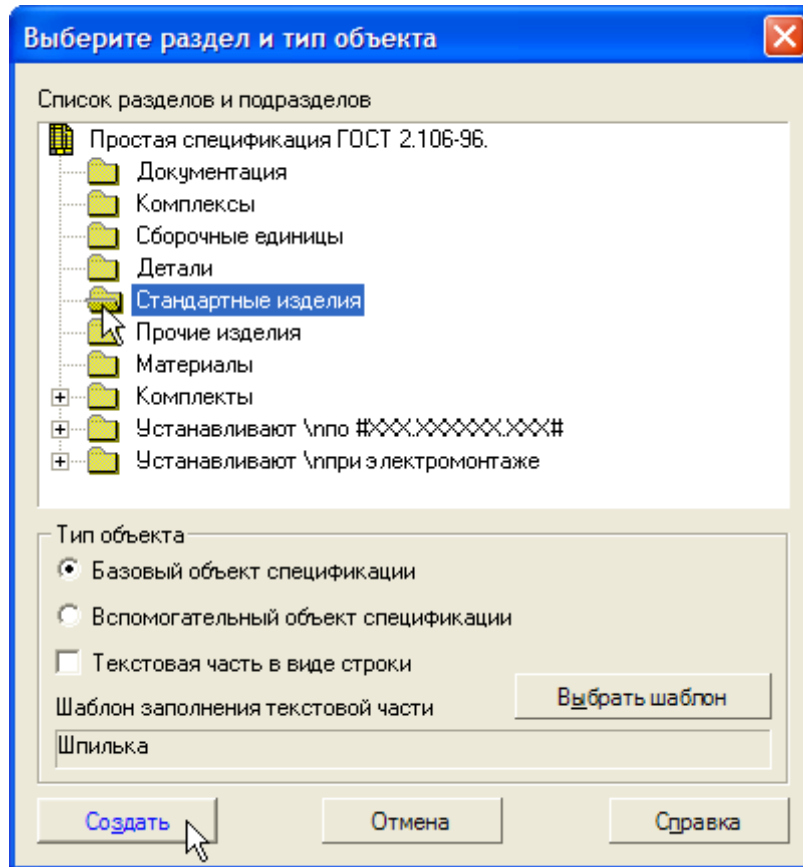 Выберите раздел и тип объекта
Список разделов и подразделов
Простая спецификация ГОСТ 2.106-96.
Документация
Комплексы
Сборочные единицы
Детали
Стандартные изделия
Прочие изделия
Материалы
Комплекты
Устанавливают \nпо #XXX.XXXXXX.XXX#
Устанавливают \nпри электромонтаже
Тип объекта
Базовый объект спецификации
Вспомогательный объект спецификации
Текстовая часть в виде строки
Шаблон заполнения текстовой части
Выбрать шаблон
Шпилька
Создать
Отмена
Справка